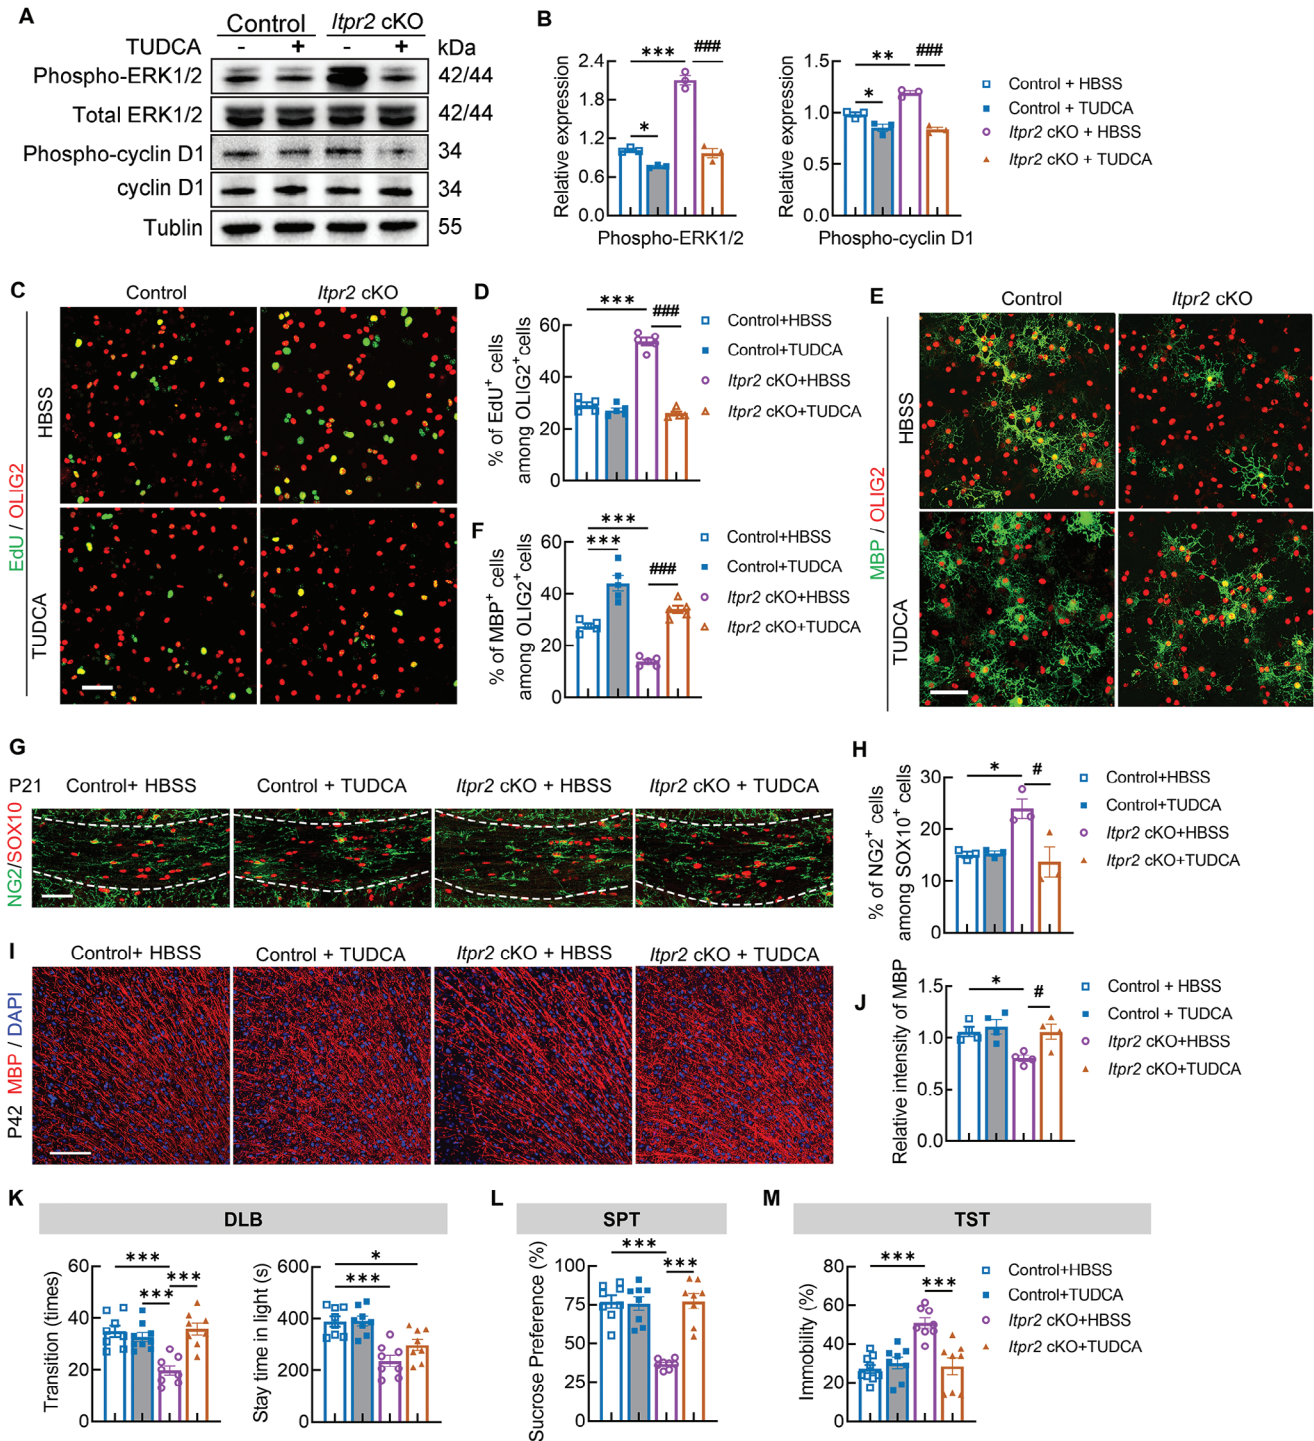 A
Control
Itpr2 cKO
TUDCA - + - + kDa
Phospho-ERK1/2 42/44
Total ERK1/2 42/44
Phospho-cyclin D1 34
cyclin D1 34
Tublin 55
B
Relative expression
2.4
1.8
1.2
0.6
0.0
*** ###
*
Phospho-ERK1/2
Relative expression
1.5
1.0
0.5
0.0
** ###
*
Phospho-cyclin D1
Control + HBSS
Control + TUDCA
Itpr2 cKO + HBSS
Itpr2 cKO + TUDCA
C
Control
Itpr2 cKO
HBSS
TUDCA
EdU / OLIG2
D
% of EdU+ cells
among OLIG2+cells
60
40
20
0
*** ###
Control+HBSS
Control+TUDCA
Itpr2 cKO+HBSS
Itpr2 cKO+TUDCA
E
Control
Itpr2 cKO
HBSS
TUDCA
MBP / OLIG2
F
% of MBP+ cells
among OLIG2+cells
60
40
20
0
***
*** ###
Control+HBSS
Control+TUDCA
Itpr2 cKO+HBSS
Itpr2 cKO+TUDCA
G
P21 Control+ HBSS Control + TUDCA Itpr2 cKO + HBSS Itpr2 cKO + TUDCA
NG2/SOX10
H
% of NG2+ cells
among SOX10+ cells
30
20
10
0
* #
Control+HBSS
Control+TUDCA
Itpr2 cKO+HBSS
Itpr2 cKO+TUDCA
I
Control+ HBSS Control + TUDCA Itpr2 cKO + HBSS Itpr2 cKO + TUDCA
P42 MBP / DAPI
J
Relative intensity of MBP
1.5
1.0
0.5
0.0
* #
Control + HBSS
Control + TUDCA
Itpr2 cKO+HBSS
Itpr2 cKO+TUDCA
K
DLB
Transition (times)
60
40
20
0
***
*** ***
Stay time in light (s)
600
400
200
0
*
***
L
SPT
Sucrose Preference (%)
100
75
50
25
0
***
***
M
TST
Immobility (%)
80
60
40
20
0
***
***
Control+HBSS
Control+TUDCA
Itpr2 cKO+HBSS
Itpr2 cKO+TUDCA